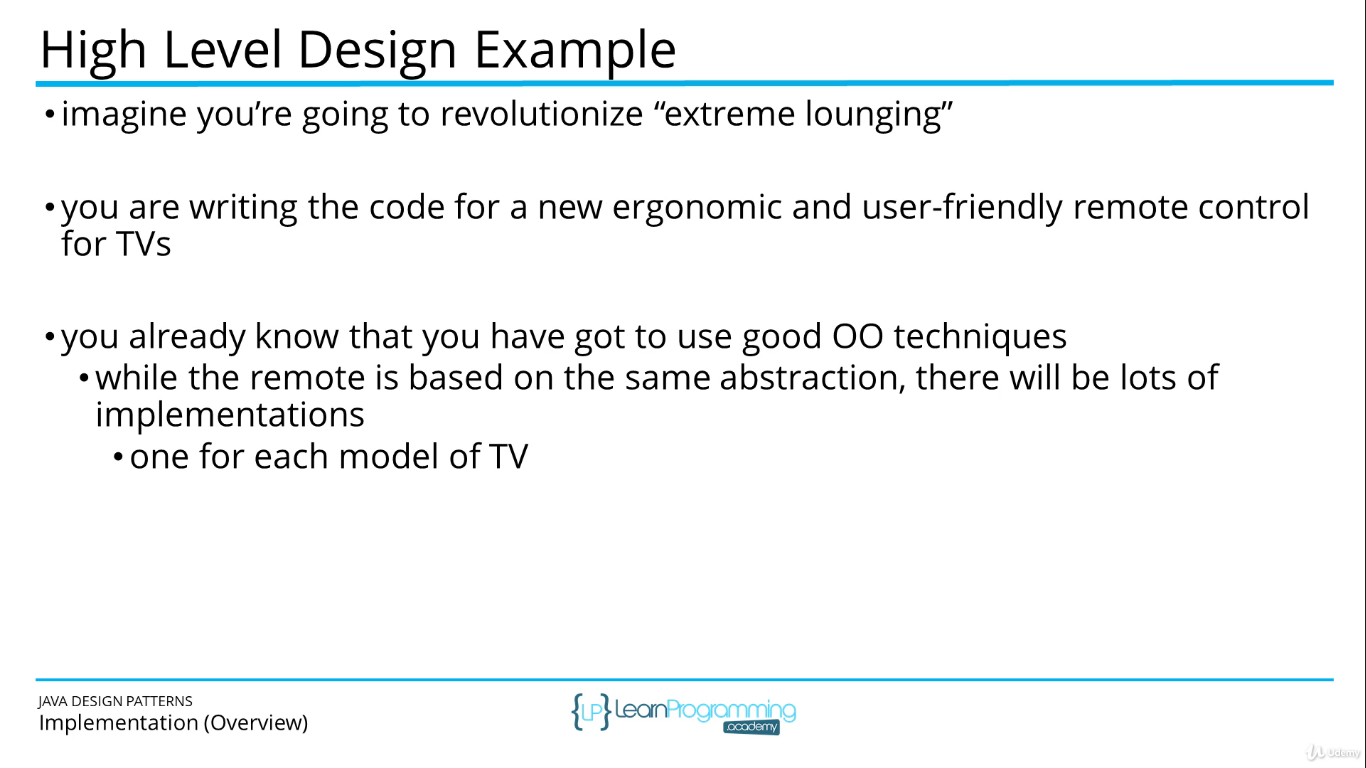 High Level Design Example
• imagine you’re going to revolutionize “extreme lounging”
• you are writing the code for a new ergonomic and user-friendly remote control
for TVs
• you already know that you have got to use good OO techniques
• while the remote is based on the same abstraction, there will be lots of
implementations
• one for each model of TV
JAVA DESIGN PATTERNS
Implementation (Overview)
{LP} LearnProgramming
.academy
Udemy